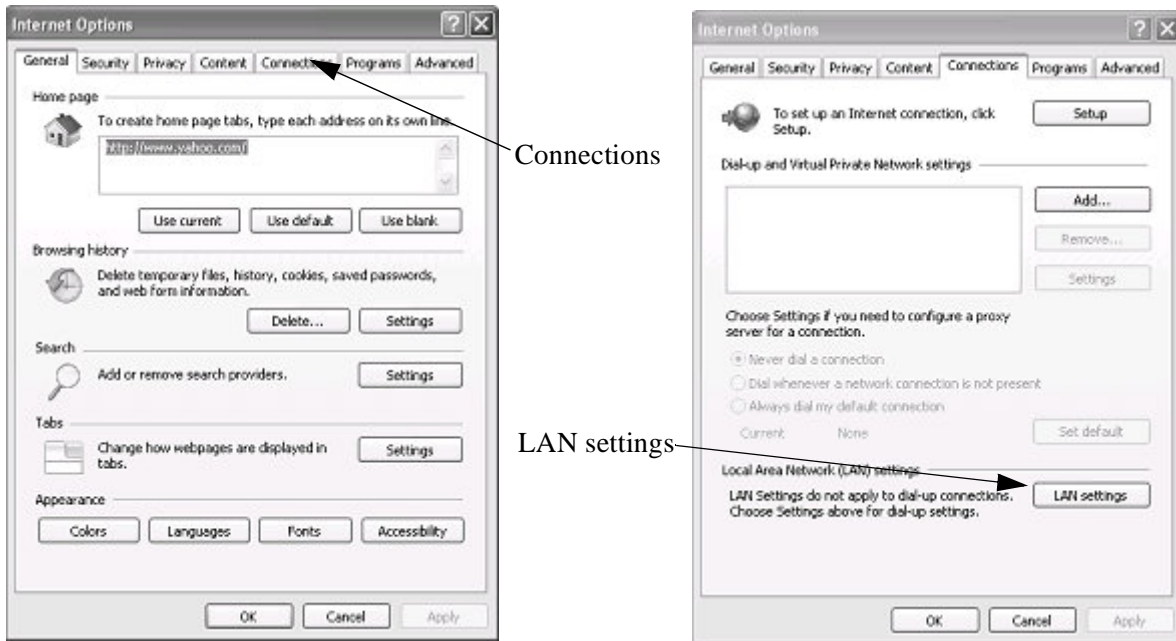 Internet Options
General Security Privacy Content Connections Programs Advanced
Home page
To create home page tabs, type each address on its own line.
http://www.yahoo.com/
Use current Use default Use blank
Browsing history
Delete temporary files, history, cookies, saved passwords,
and web form information.
Delete... Settings
Search
Add or remove search providers. Settings
Tabs
Change how webpages are displayed in
tabs.
Settings
Appearance
Colors Languages Fonts Accessibility
OK Cancel Apply
Connections
LAN settings
Internet Options
General Security Privacy Content Connections Programs Advanced
To set up an Internet connection, click
Setup.
Setup
Dial-up and Virtual Private Network settings
Add...
Remove...
Settings
Choose Settings if you need to configure a proxy
server for a connection.
Never dial a connection
Dial whenever a network connection is not present
Always dial my default connection
Current None Set default
Local Area Network (LAN) settings
LAN Settings do not apply to dial-up connections.
Choose Settings above for dial-up settings.
LAN settings
OK Cancel Apply